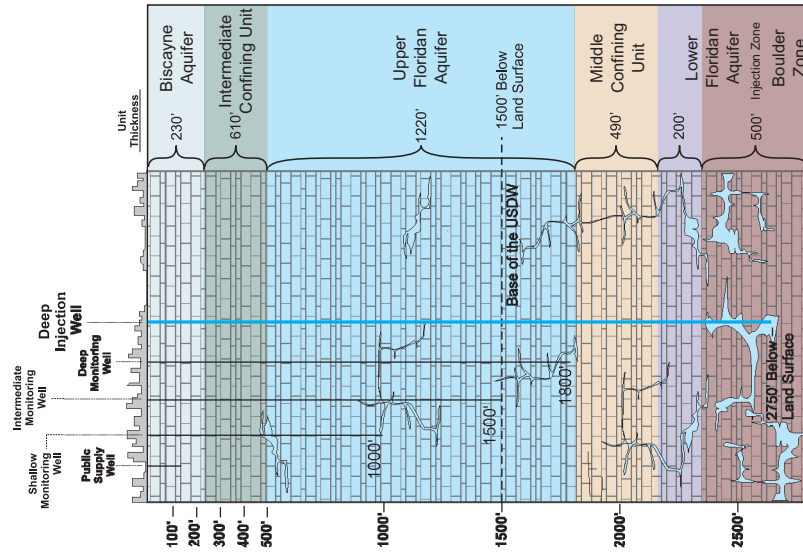 Unit
Thickness
Biscayne
Aquifer
230'
Intermediate
Confining Unit
610'
Upper
Floridan
Aquifer
1220'
1500' Below
Land Surface
Middle
Confining
Unit
490'
Lower
Floridan
Aquifer
200'
Injection Zone
Boulder
Zone
500'
Base of the USDW
Deep
Injection
Well
Deep
Monitoring
Well
Intermediate
Monitoring
Well
Shallow
Monitoring
Well
Public
Supply
Well
1000'
1500'
1800'
2750' Below
Land Surface
100'
200'
300'
400'
500'
1000'
1500'
2000'
2500'